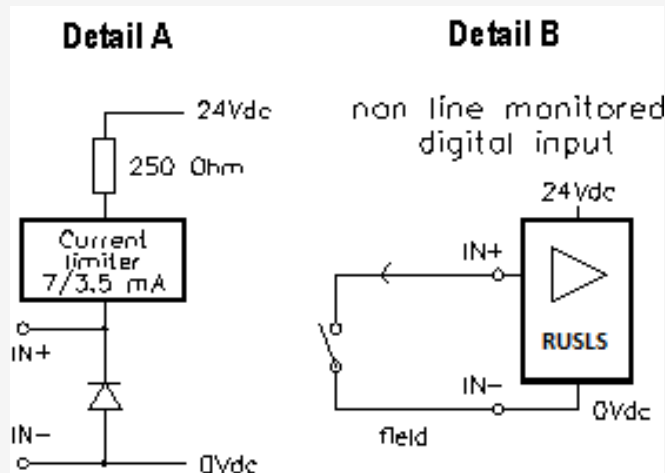 Detail A
24Vdc
250 Ohm
Current
limiter
7/3.5 mA
IN+
IN-
0Vdc
Detail B
non line monitored
digital input
24Vdc
IN+
RUSLS
IN-
0Vdc
field